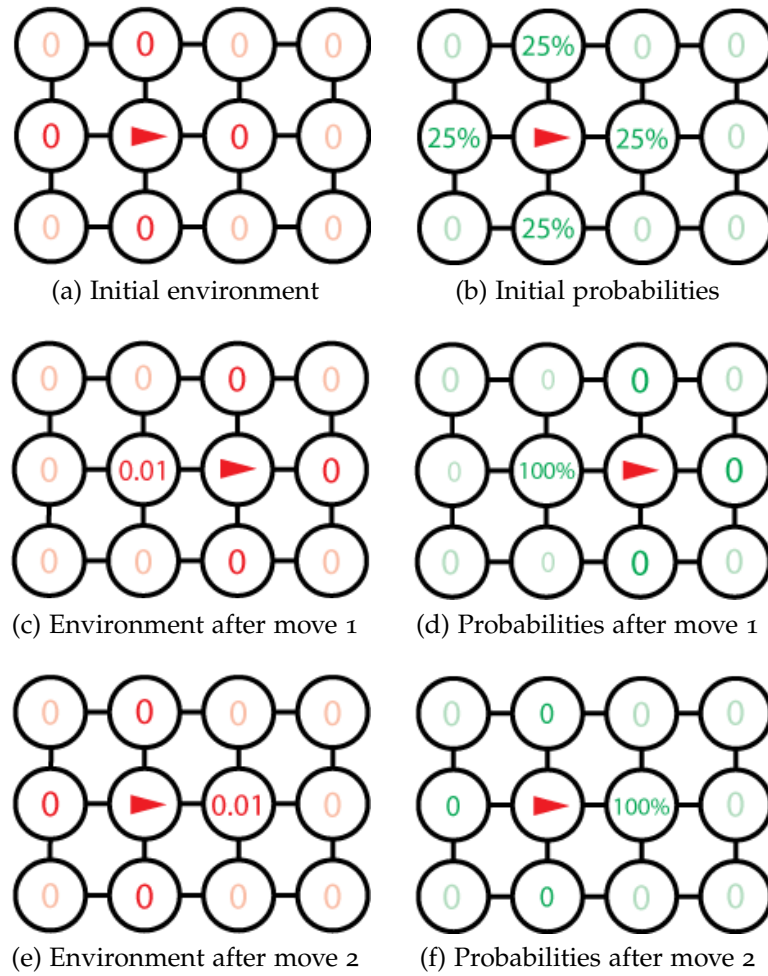 0 0 0 0 0 25% 0 0
0 0 0 25% 25% 0
0 0 0 0 0 25% 0 0
(a) Initial environment (b) Initial probabilities
0 0 0 0 0 0 0 0
0 0.01 0 0 100% 0
0 0 0 0 0 0 0 0
(c) Environment after move 1 (d) Probabilities after move 1
0 0 0 0 0 0 0 0
0 0.01 0 0 100% 0
0 0 0 0 0 0 0 0
(e) Environment after move 2 (f) Probabilities after move 2